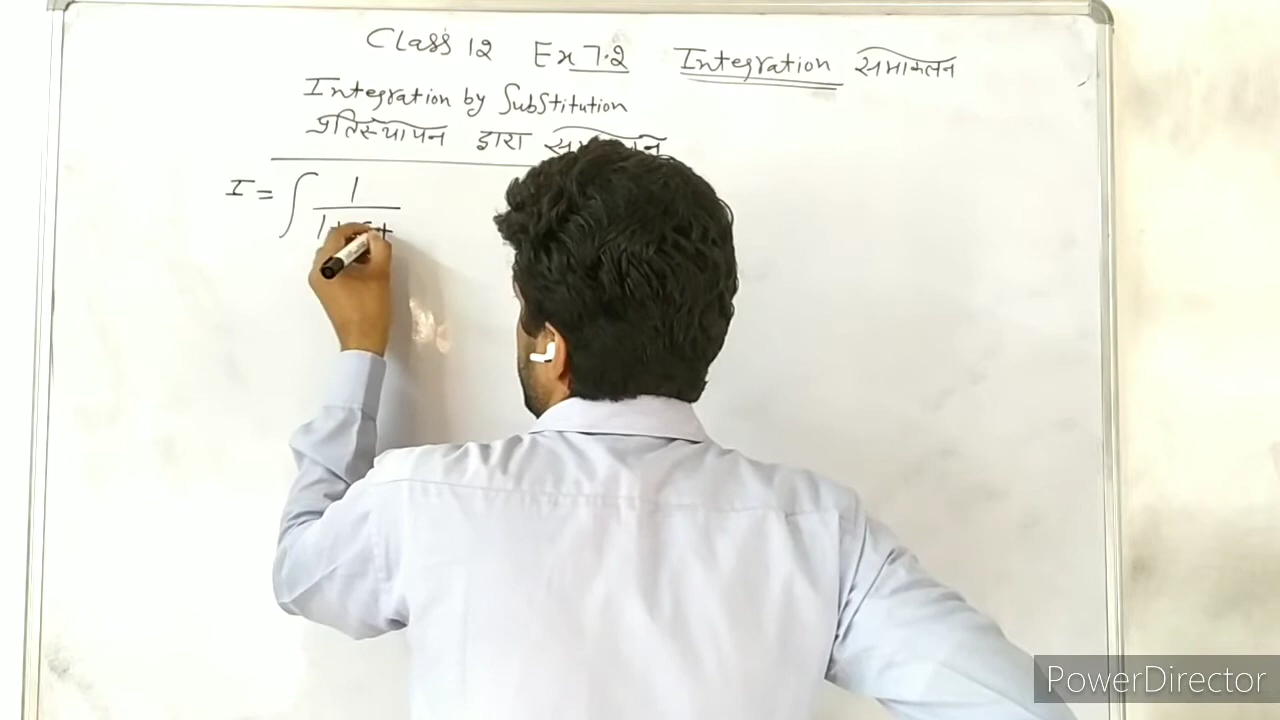 Class 12 Ex 7.2 Integration समाकलन
Integration by Substitution
प्रतिस्थापन द्वारा
I = ∫ 1
PowerDirector